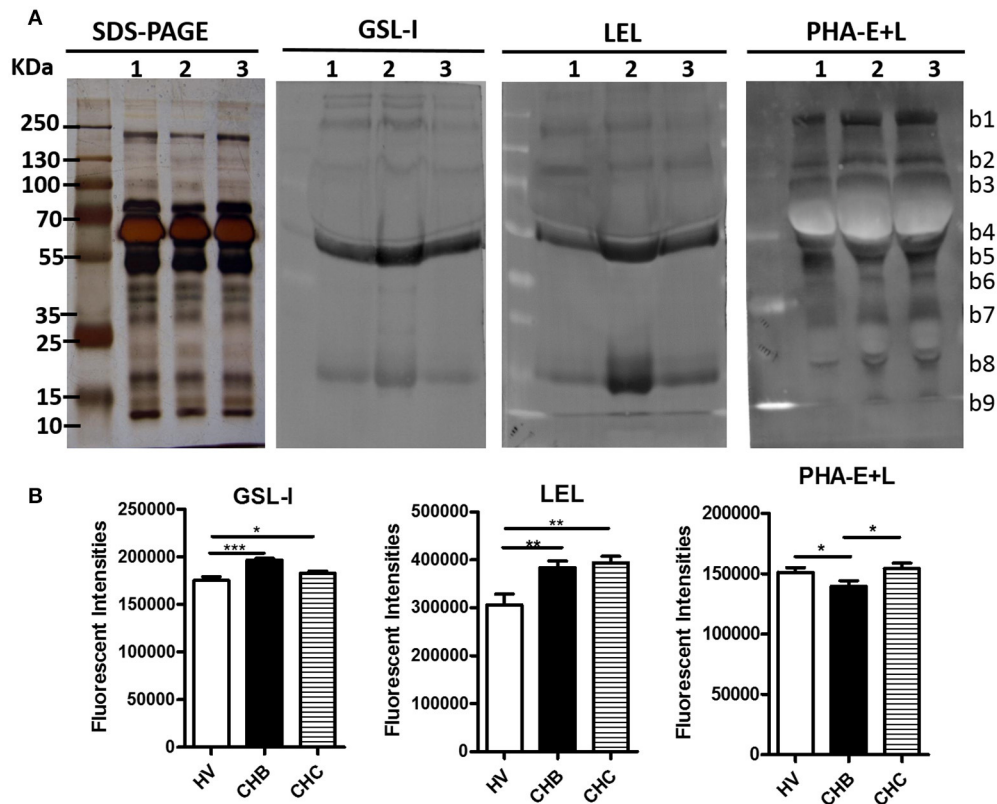 A
SDS-PAGE GSL-I LEL PHA-E+L
KDa 1 2 3 1 2 3 1 2 3 1 2 3
250
130
100
70
55
35
25
15
10
b1
b2
b3
b4
b5
b6
b7
b8
b9
B
GSL-I
Fluorescent Intensities
250000
200000
150000
100000
50000
0
*
***
HV CHB CHC
LEL
Fluorescent Intensities
500000
400000
300000
400000
100000
0
**
**
HV CHB CHC
PHA-E+L
Fluorescent Intensities
200000
150000
100000
50000
0
*
*
HV CHB CHC